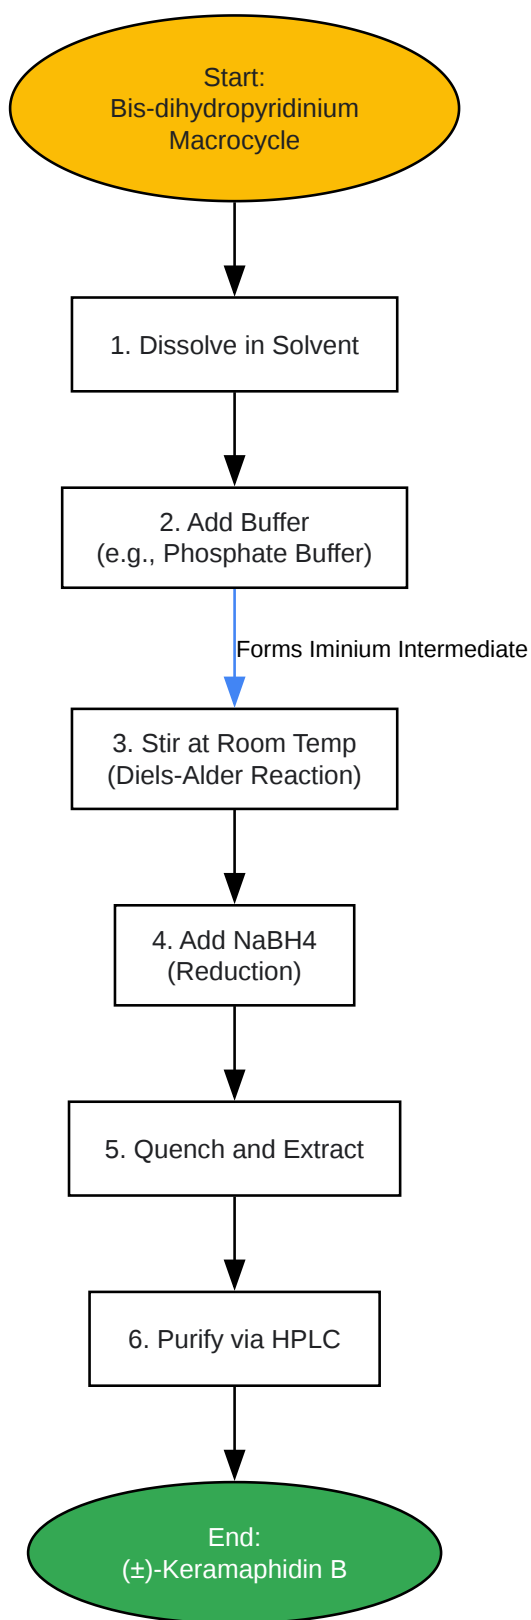 Start:
Bis-dihydropyridinium
Macrocycle
1. Dissolve in Solvent
2. Add Buffer
(e.g., Phosphate Buffer)
Forms Iminium Intermediate
3. Stir at Room Temp
(Diels-Alder Reaction)
4. Add NaBH4
(Reduction)
5. Quench and Extract
6. Purify via HPLC
End:
(±)-Keramaphidin B